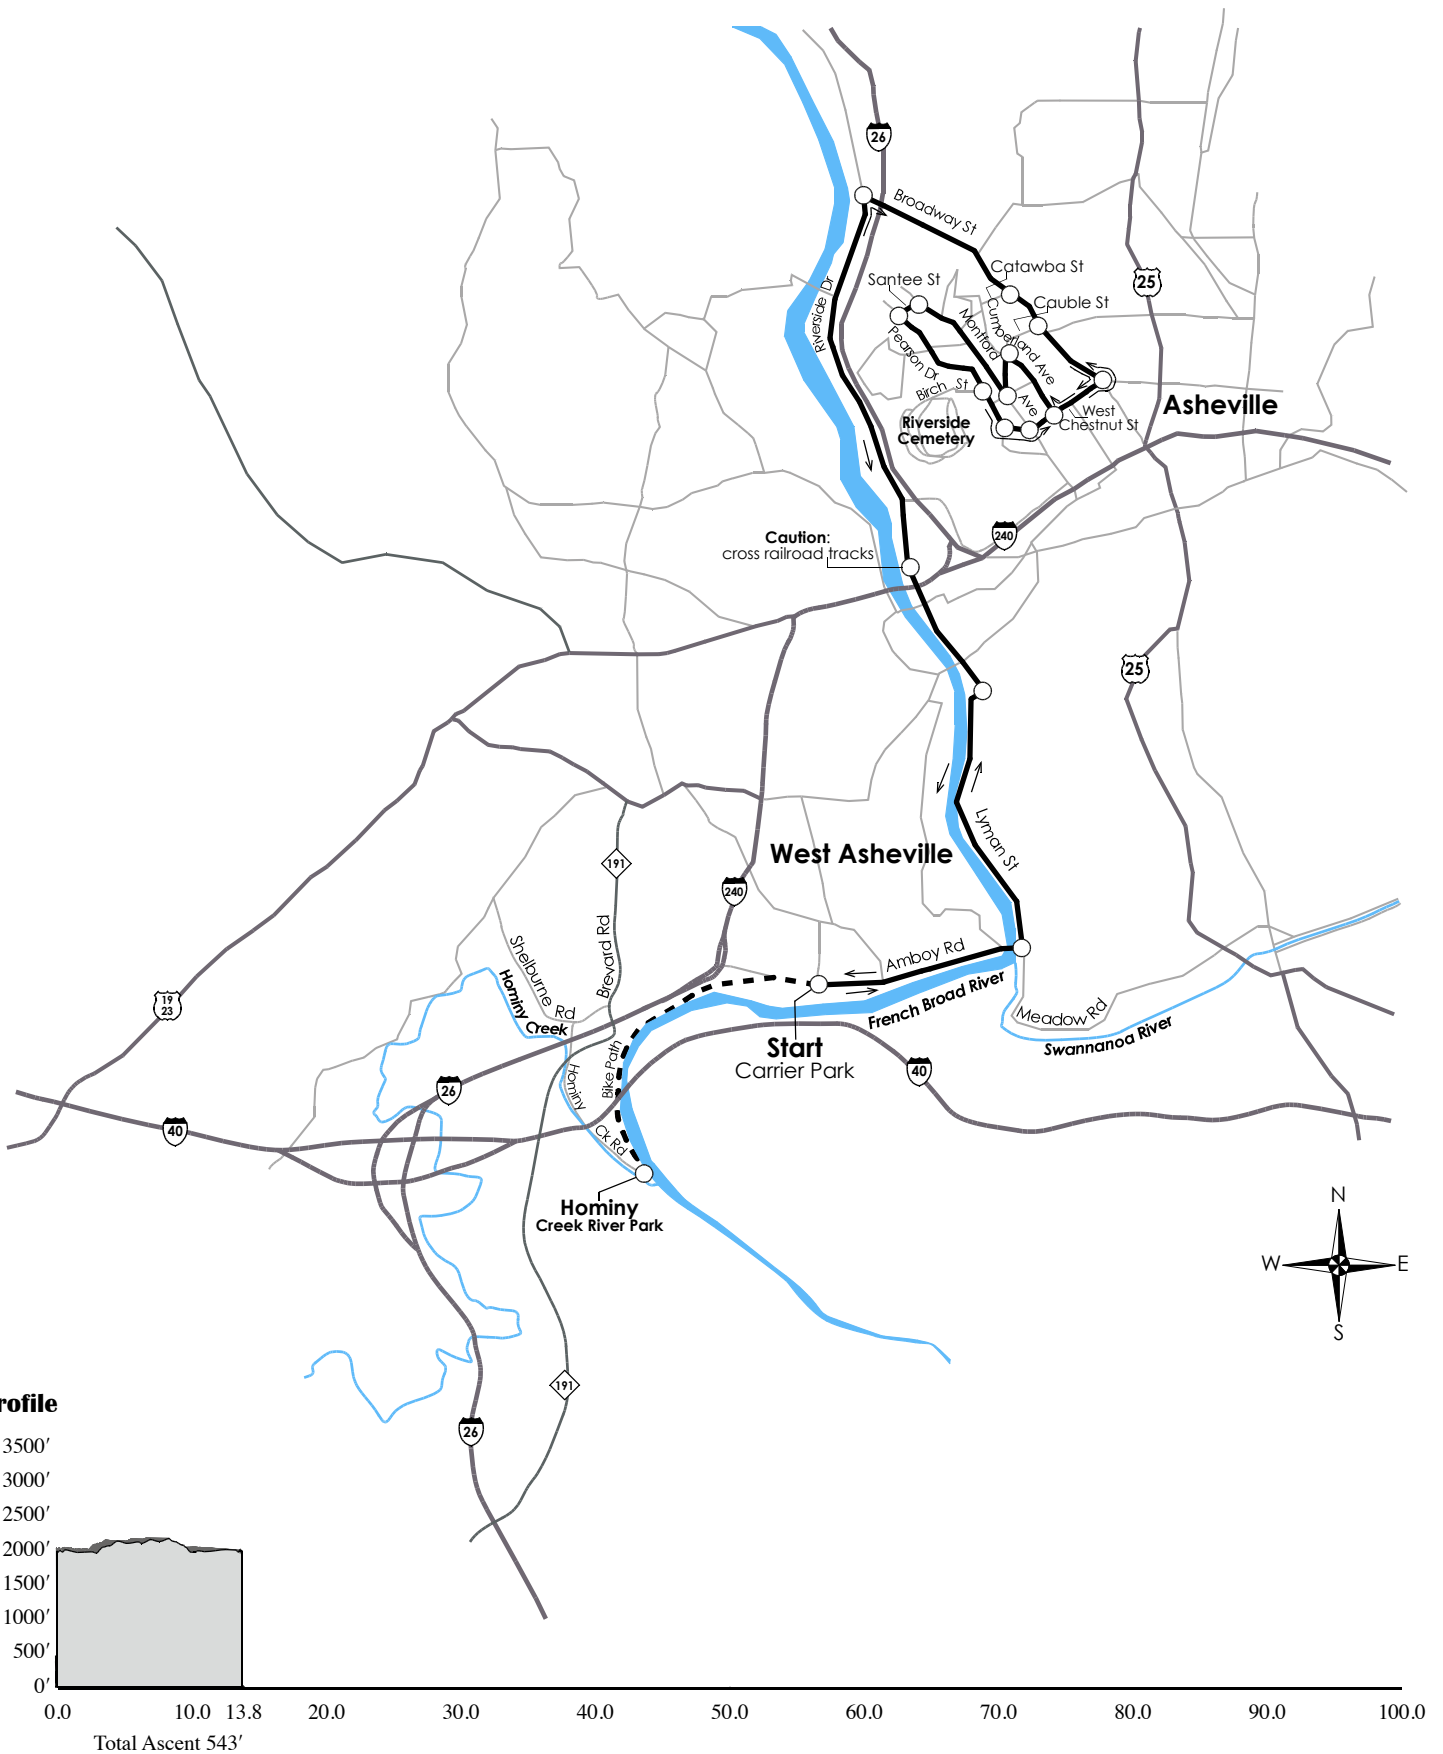 26
Broadway St
Catawba St
Santee St
Cauble St
25
Riverside Dr
Cumberland Ave
Montford
Ave
Pearson Dr
Birch St
West
Chestnut St
Asheville
Riverside
Cemetery
Caution:
cross railroad tracks
240
25
Lyman St
West Asheville
191
240
Shelburne Rd
Brevard Rd
Amboy Rd
Hominy Creek
French Broad River
19
23
Meadow Rd
Swannanoa River
Start
Carrier Park
Bike Path
Hominy
Ck Rd
26
40
40
Hominy
Creek River Park
N
W
E
S
191
26
rofile
3500′
3000′
2500′
2000′
1500′
1000′
500′
0′
0.0 10.0 13.8 20.0 30.0 40.0 50.0 60.0 70.0 80.0 90.0 100.0
Total Ascent 543′